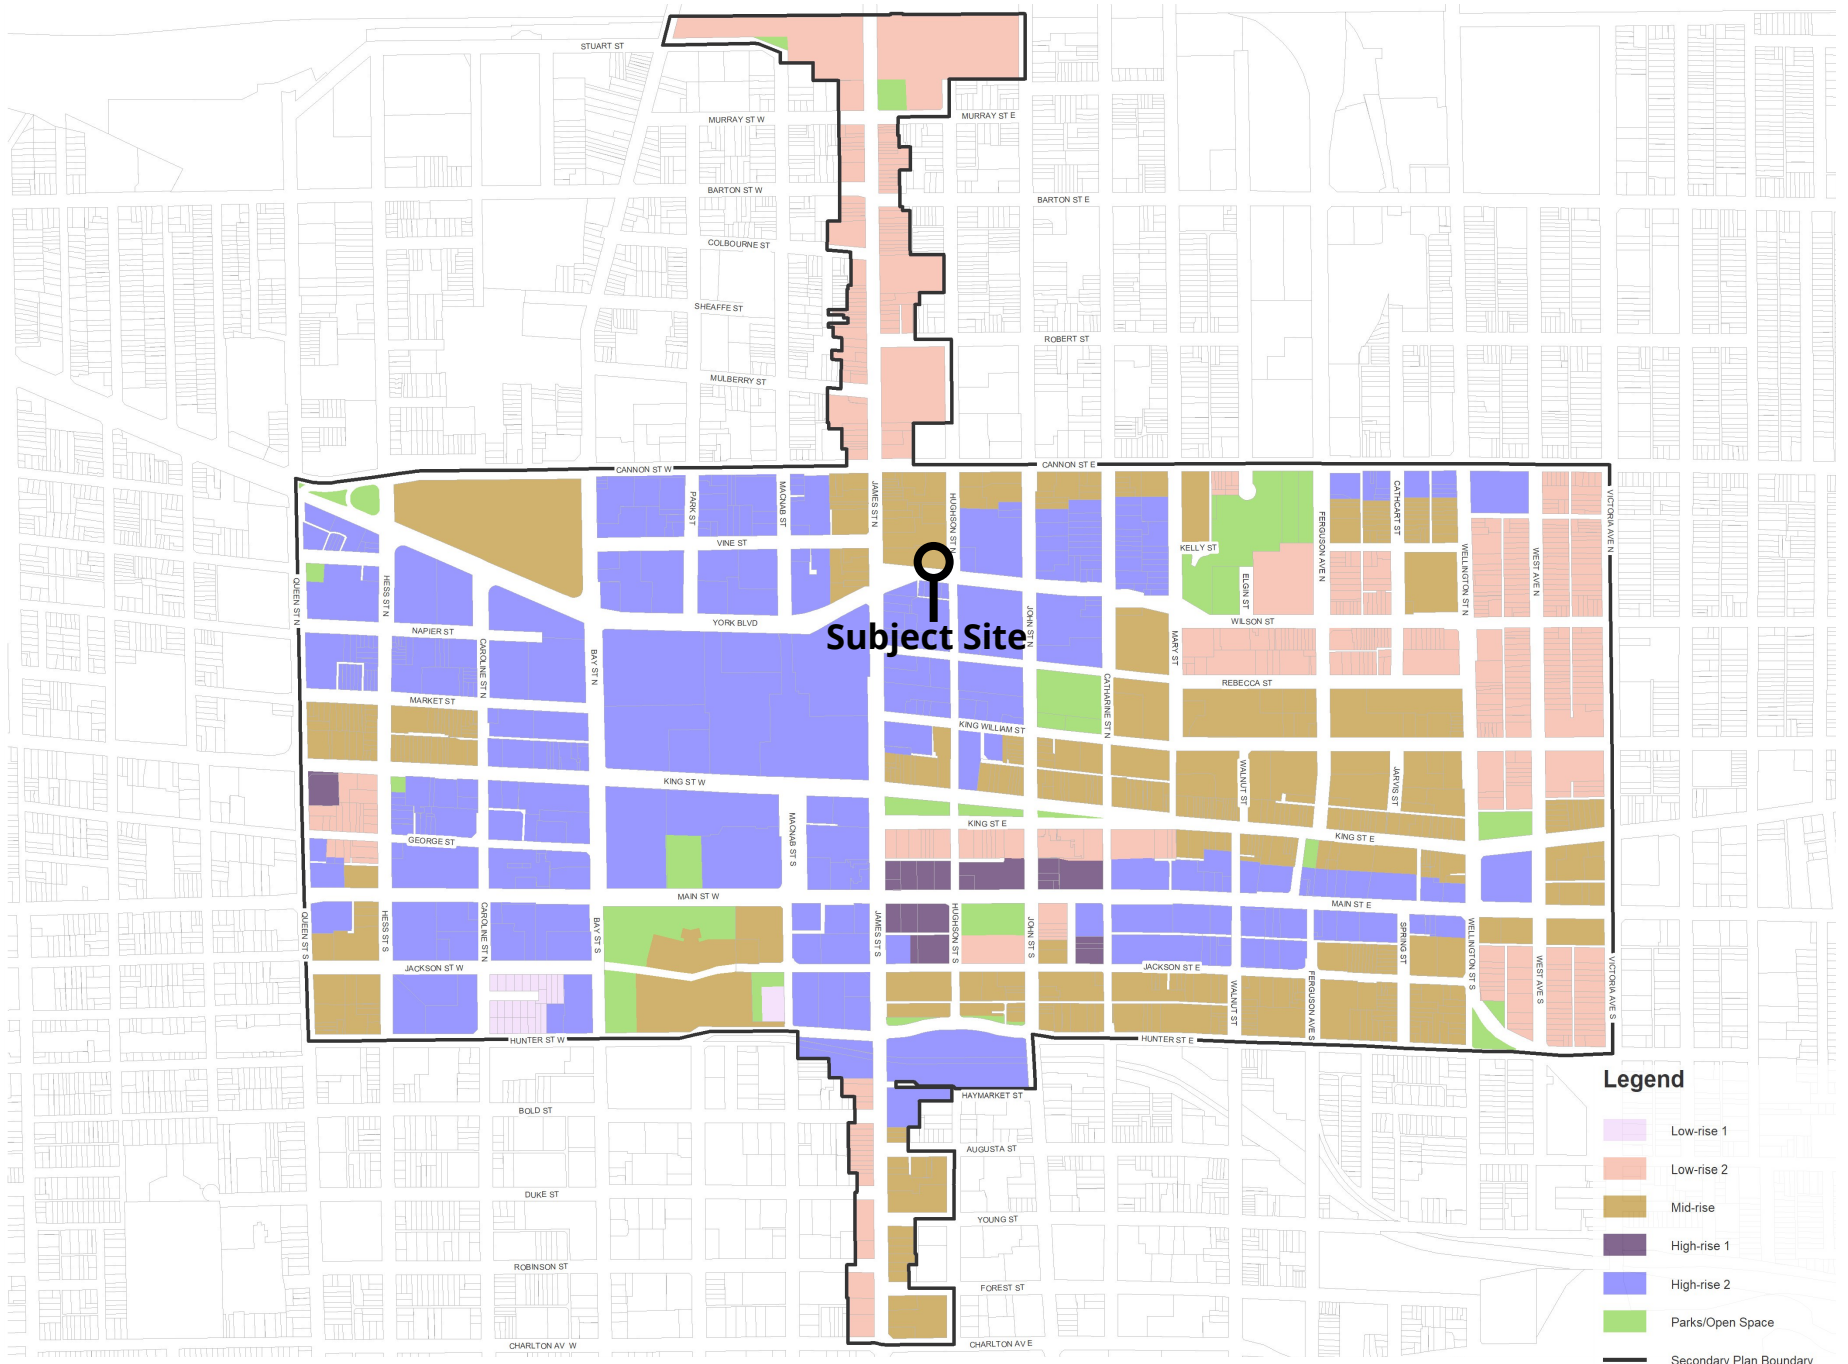 STUART ST
MURRAY ST W
MURRAY ST E
BARTON ST W
BARTON ST E
COLBOURNE ST
SHEAFFE ST
ROBERT ST
MULBERRY ST
CANNON ST W
CANNON ST E
PARK ST
MACNAB ST
JAMES ST N
HUGHSON ST N
CATHCART ST
VICTORIA AVE N
FERGUSON AVE N
VINE ST
KELLY ST
WELLINGTON ST N
WEST AVE N
QUEEN ST N
HESS ST N
ELGIN ST
NAPIER ST
YORK BLVD
JOHN ST N
WILSON ST
Subject Site
CAROLINE ST N
BAY ST N
MARY ST
MARKET ST
REBECCA ST
CATHARINE ST N
KING WILLIAM ST
KING ST W
WALNUT ST
JARVIS ST
GEORGE ST
MACNAB ST S
KING ST E
KING ST E
MAIN ST W
MAIN ST E
QUEEN ST S
HESS ST S
CAROLINE ST N
BAY ST S
JAMES ST S
HUGHSON ST S
JOHN ST S
SPRING ST
WELLINGTON ST S
JACKSON ST W
JACKSON ST E
WALNUT ST
FERGUSON AVE S
WEST AVE S
VICTORIA AVE S
HUNTER ST W
HUNTER ST E
HAYMARKET ST
BOLD ST
AUGUSTA ST
DUKE ST
YOUNG ST
ROBINSON ST
FOREST ST
CHARLTON AV W
CHARLTON AV E
Legend
Low-rise 1
Low-rise 2
Mid-rise
High-rise 1
High-rise 2
Parks/Open Space
Secondary Plan Boundary